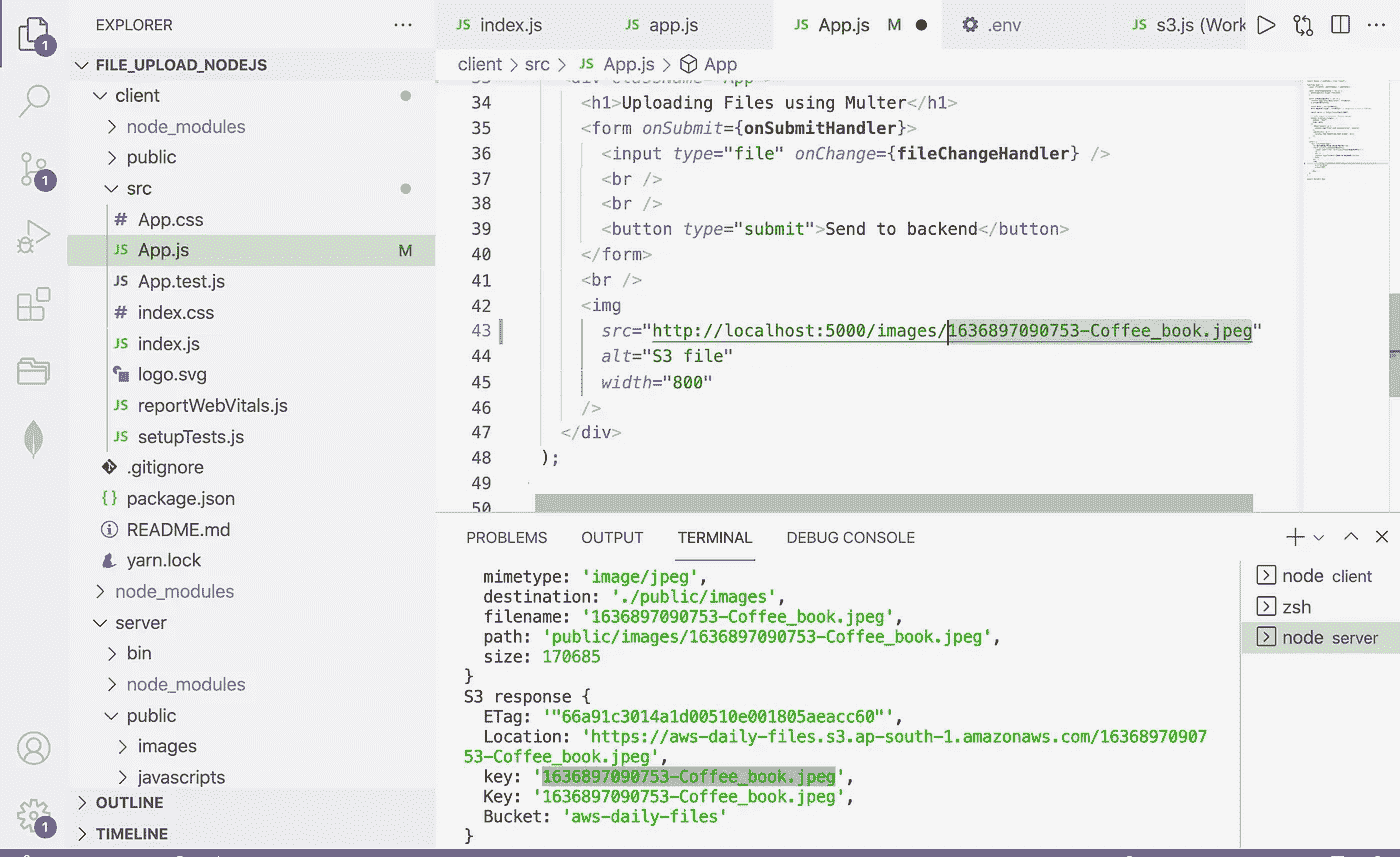 EXPLORER
FILE_UPLOAD_NODEJS
client
node_modules
public
src
# App.css
JS App.js M
JS App.test.js
# index.css
JS index.js
logo.svg
JS reportWebVitals.js
JS setupTests.js
.gitignore
{} package.json
README.md
yarn.lock
node_modules
server
bin
node_modules
public
images
javascripts
OUTLINE
TIMELINE
1
1
1
JS index.js
JS app.js
JS App.js M
.env
JS s3.js (Work
client > src > JS App.js > App
33 <div className="App">
34 <h1>Uploading Files using Multer</h1>
35 <form onSubmit={onSubmitHandler}>
36 <input type="file" onChange={fileChangeHandler} />
37 <br />
38 <br />
39 <button type="submit">Send to backend</button>
40 </form>
41 <br />
42 <img
43 src="http://localhost:5000/images/1636897090753-Coffee_book.jpeg"
44 alt="S3 file"
45 width="800"
46 />
47 </div>
48 );
49
50
PROBLEMS OUTPUT TERMINAL DEBUG CONSOLE
mimetype: 'image/jpeg',
destination: './public/images',
filename: '1636897090753-Coffee_book.jpeg',
path: 'public/images/1636897090753-Coffee_book.jpeg',
size: 170685
}
S3 response {
ETag: '"66a91c3014a1d00510e001805aeacc60"',
Location: 'https://aws-daily-files.s3.ap-south-1.amazonaws.com/16368970907
53-Coffee_book.jpeg',
key: '1636897090753-Coffee_book.jpeg',
Key: '1636897090753-Coffee_book.jpeg',
Bucket: 'aws-daily-files'
}
node client
zsh
node server